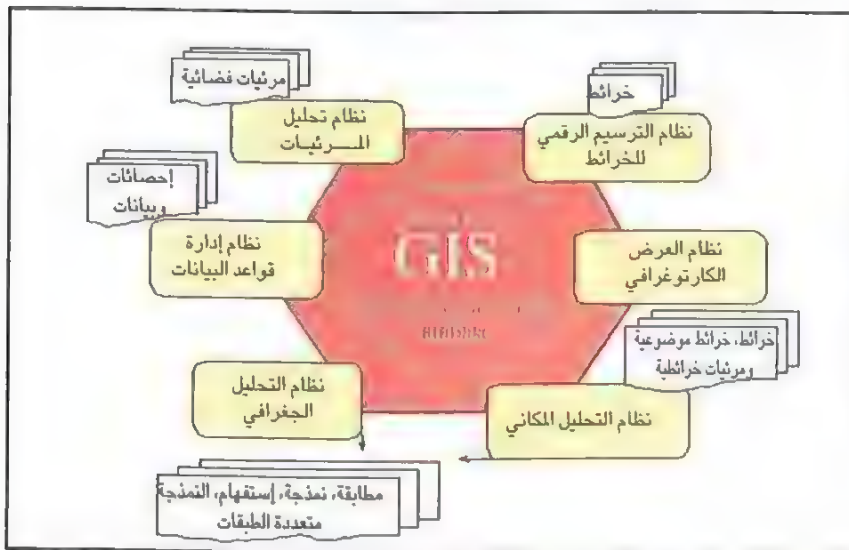 مرئيات فضائية
خرائط
نظام الترسيم الرقمي
للخرائط
نظام تحليل
المـــرئيـات
إحصائات
وبيانات
نظام إدارة
قواعد البيانات
GIS
نظام العرض
الكارتوغرافي
خرائط، خرائط موضوعية
ومرئيات خرائطية
نظام التحليل
الجغرافي
نظام التحليل المكاني
مطابقة، نمذجة، إستفهام، النمذجة
متعددة الطبقات